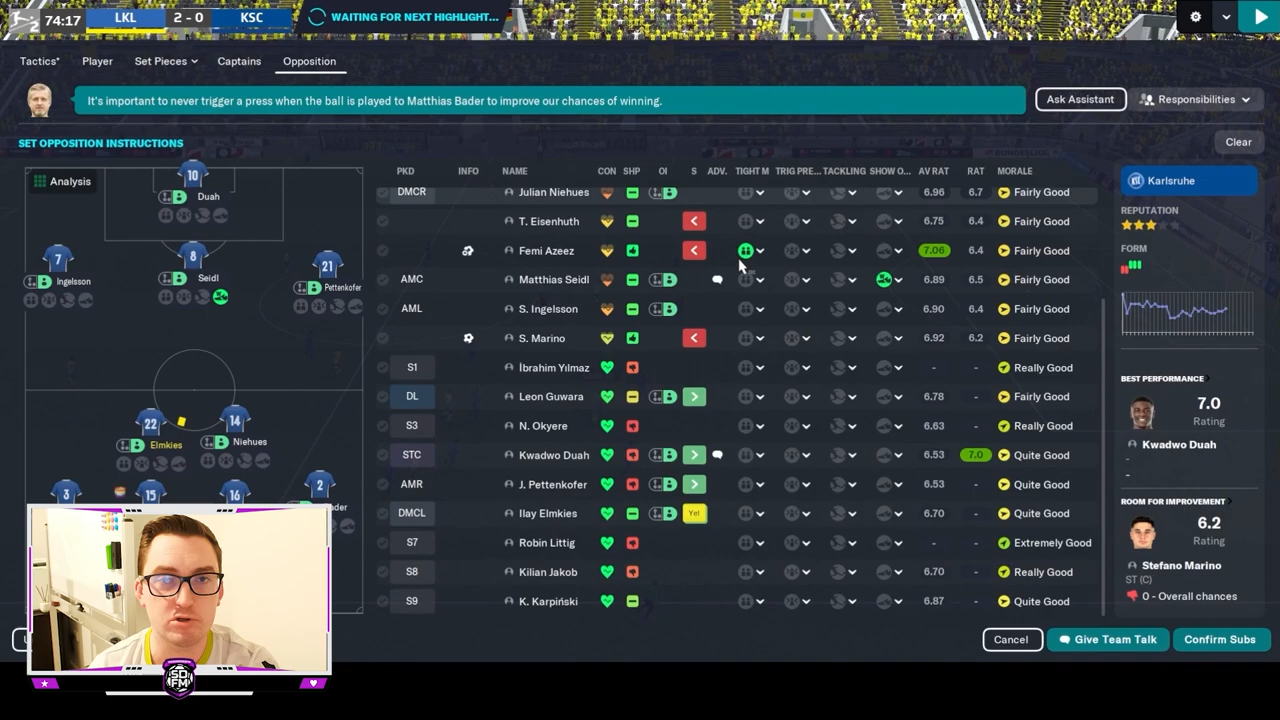 74:17 LKL 2 - 0 KSC WAITING FOR NEXT HIGHLIGHT...
Tactics* Player Set Pieces Captains Opposition
It's important to never trigger a press when the ball is played to Matthias Bader to improve our chances of winning.
Ask Assistant Responsibilities
SET OPPOSITION INSTRUCTIONS Clear
Analysis
10 Duah
7 Ingelsson
8 Seidl
21 Pettenkofer
22 Elmkies
14 Niehues
3 15 16 2
PKD INFO NAME CON SHP OI S ADV. TIGHT M TRIG PRE... TACKLING SHOW O... AV RAT RAT MORALE
DMCR Julian Niehues 6.96 6.7 Fairly Good
T. Eisenhuth 6.75 6.4 Fairly Good
Femi Azeez 7.06 6.4 Fairly Good
AMC Matthias Seidl 6.89 6.5 Fairly Good
AML S. Ingelsson 6.90 6.4 Fairly Good
S. Marino 6.92 6.2 Fairly Good
S1 İbrahim Yılmaz - - Really Good
DL Leon Guwara 6.78 - Fairly Good
S3 N. Okyere 6.63 - Really Good
STC Kwadwo Duah 6.53 7.0 Quite Good
AMR J. Pettenkofer 6.53 - Quite Good
DMCL Ilay Elmkies Yel 6.70 - Quite Good
S7 Robin Littig - - Extremely Good
S8 Kilian Jakob 6.70 - Really Good
S9 K. Karpiński 6.87 - Quite Good
Karlsruhe
REPUTATION
FORM
BEST PERFORMANCE
7.0
Rating
Kwadwo Duah
-
-
ROOM FOR IMPROVEMENT
6.2
Rating
Stefano Marino
ST (C)
0 - Overall chances
Cancel Give Team Talk Confirm Subs
SDFM